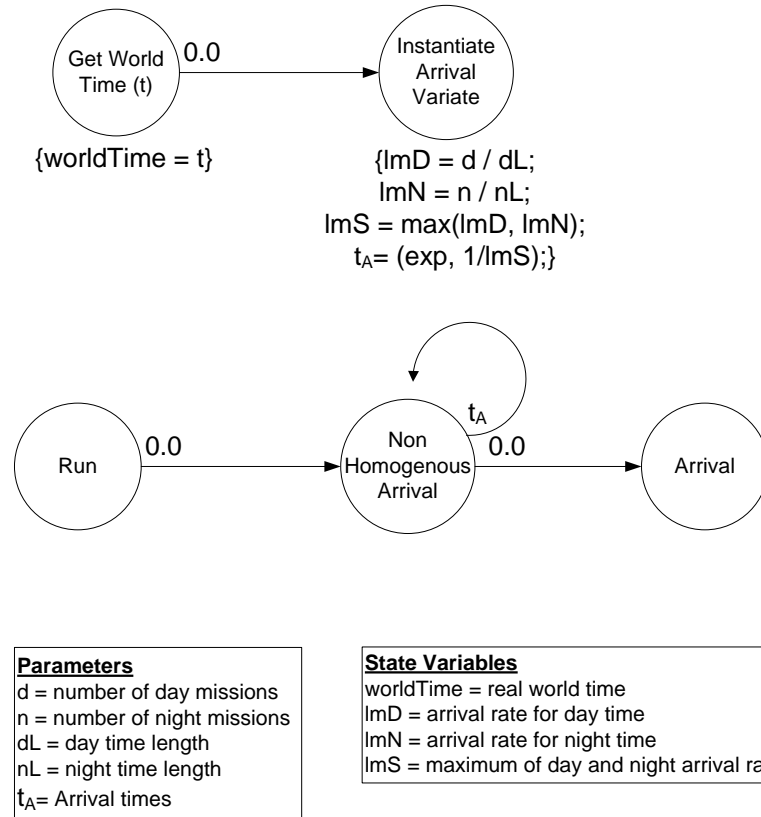 Get World
Time (t)
0.0
Instantiate
Arrival
Variate
{worldTime = t}
{lmD = d / dL;
lmN = n / nL;
lmS = max(lmD, lmN);
tA= (exp, 1/lmS);}
Run
0.0
Non
Homogenous
Arrival
tA
0.0
Arrival
Parameters
d = number of day missions
n = number of night missions
dL = day time length
nL = night time length
tA= Arrival times
State Variables
worldTime = real world time
lmD = arrival rate for day time
lmN = arrival rate for night time
lmS = maximum of day and night arrival